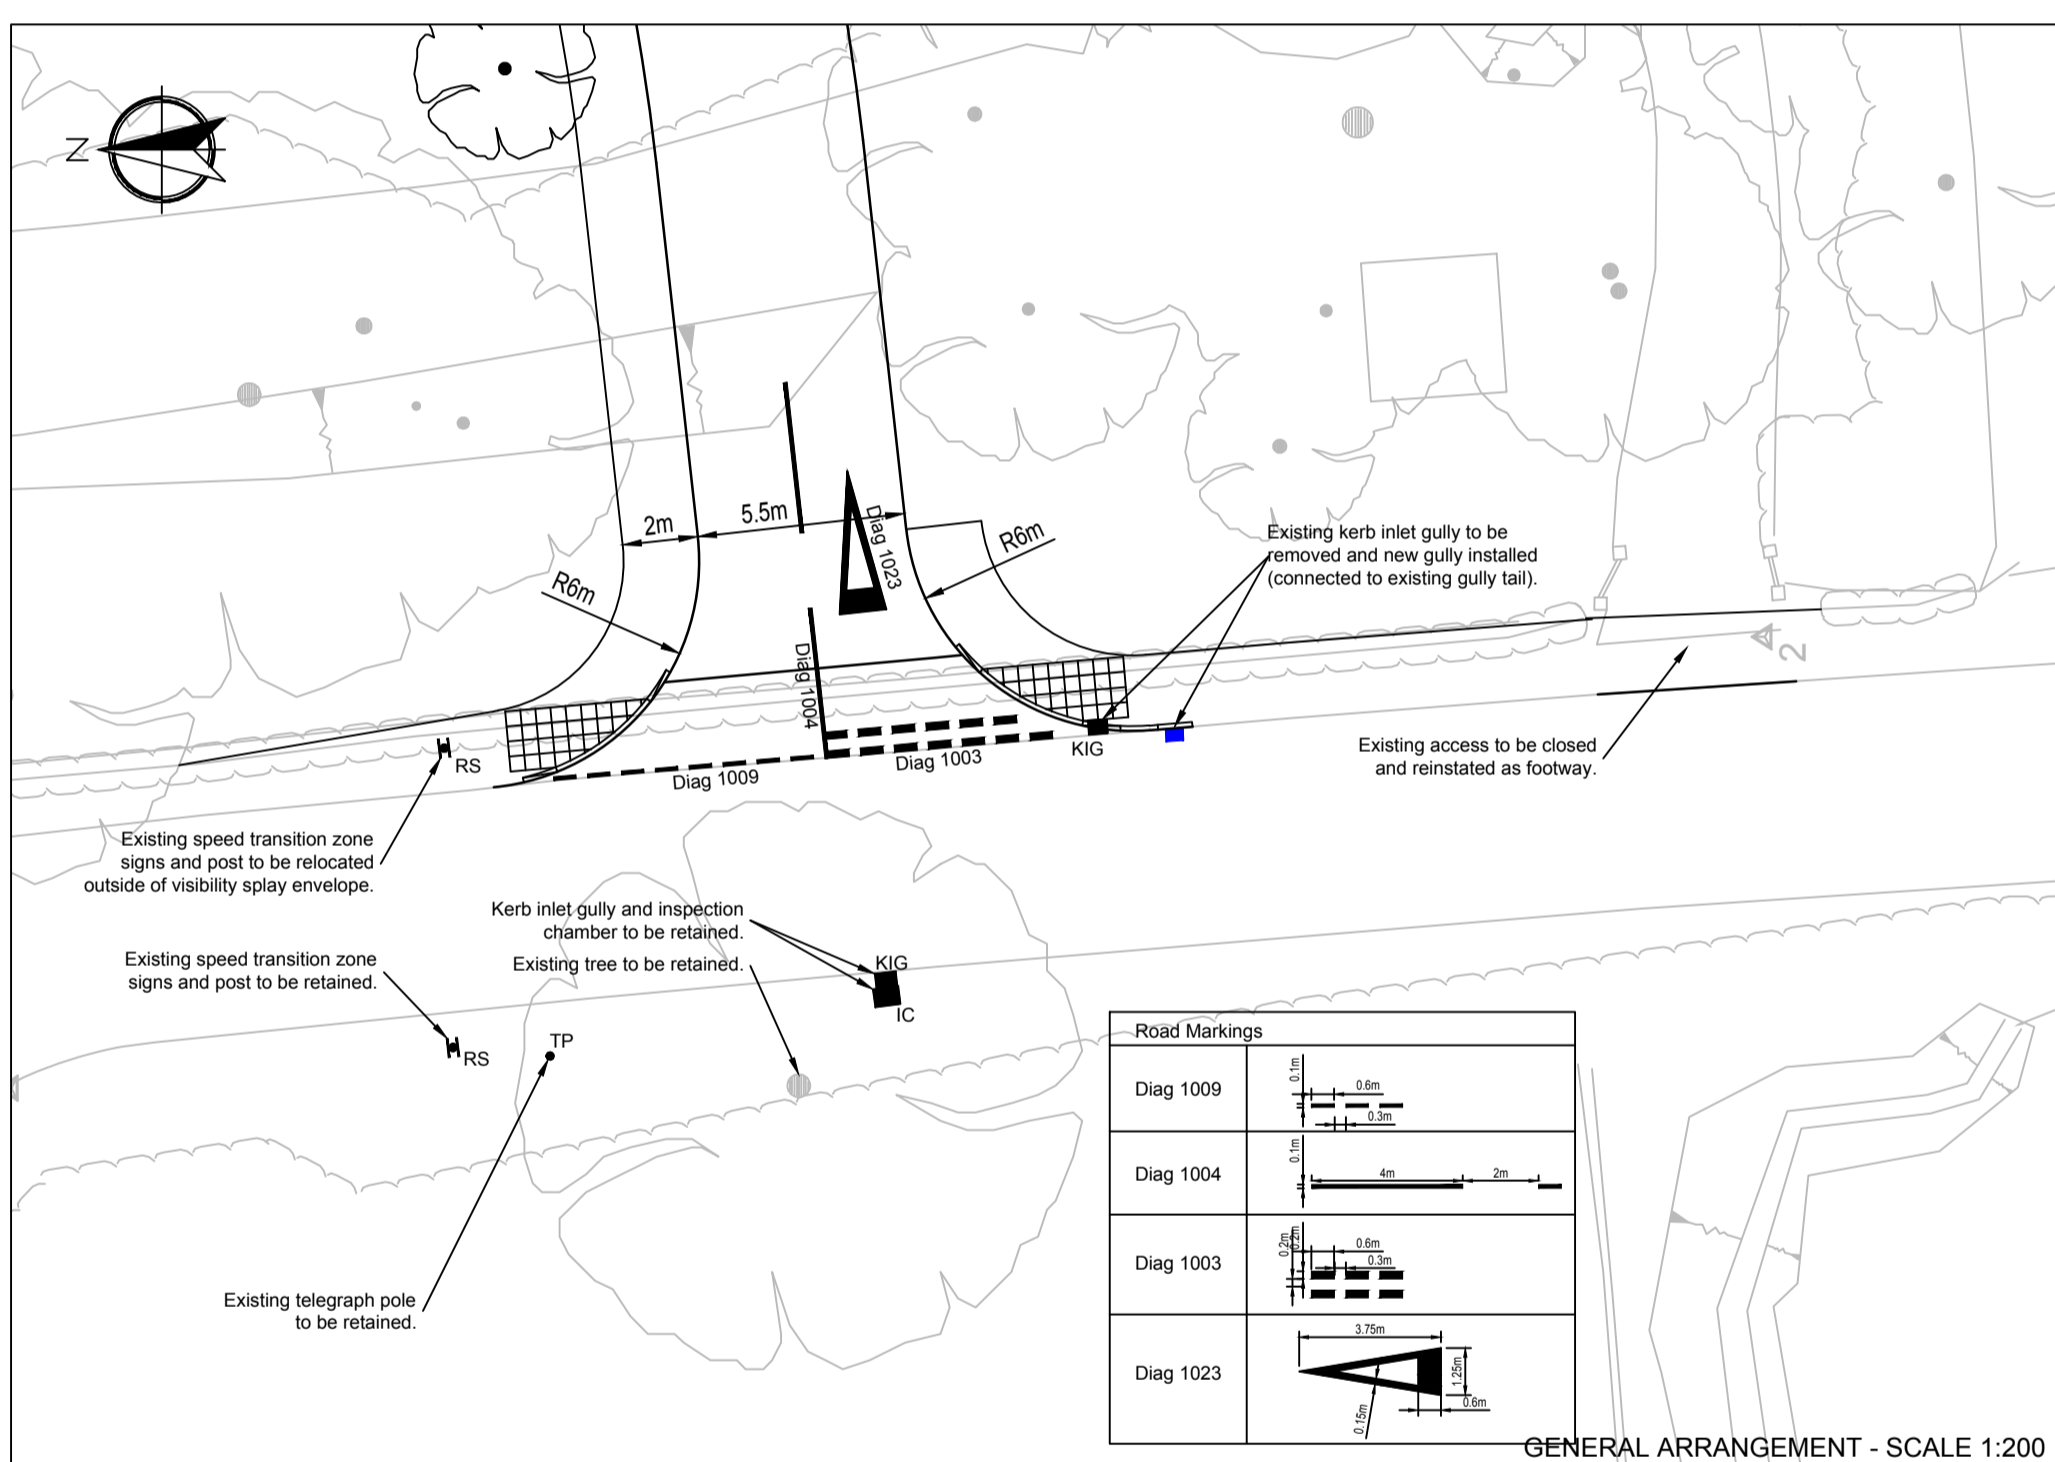 N
2m
5.5m
Diag 1023
R6m
R6m
Existing kerb inlet gully to be
removed and new gully installed
(connected to existing gully tail).
Diag 1004
2
RS
Diag 1009
Diag 1003
KIG
Existing access to be closed
and reinstated as footway.
Existing speed transition zone
signs and post to be relocated
outside of visibility splay envelope.
Kerb inlet gully and inspection
chamber to be retained.
Existing tree to be retained.
KIG
IC
Existing speed transition zone
signs and post to be retained.
RS
TP
Existing telegraph pole
to be retained.
Road Markings
Diag 1009
0.1m
0.6m
0.3m
Diag 1004
0.1m
4m
2m
Diag 1003
0.2m
0.2m
0.6m
0.3m
Diag 1023
3.75m
1.25m
0.6m
0.15m
GENERAL ARRANGEMENT - SCALE 1:200